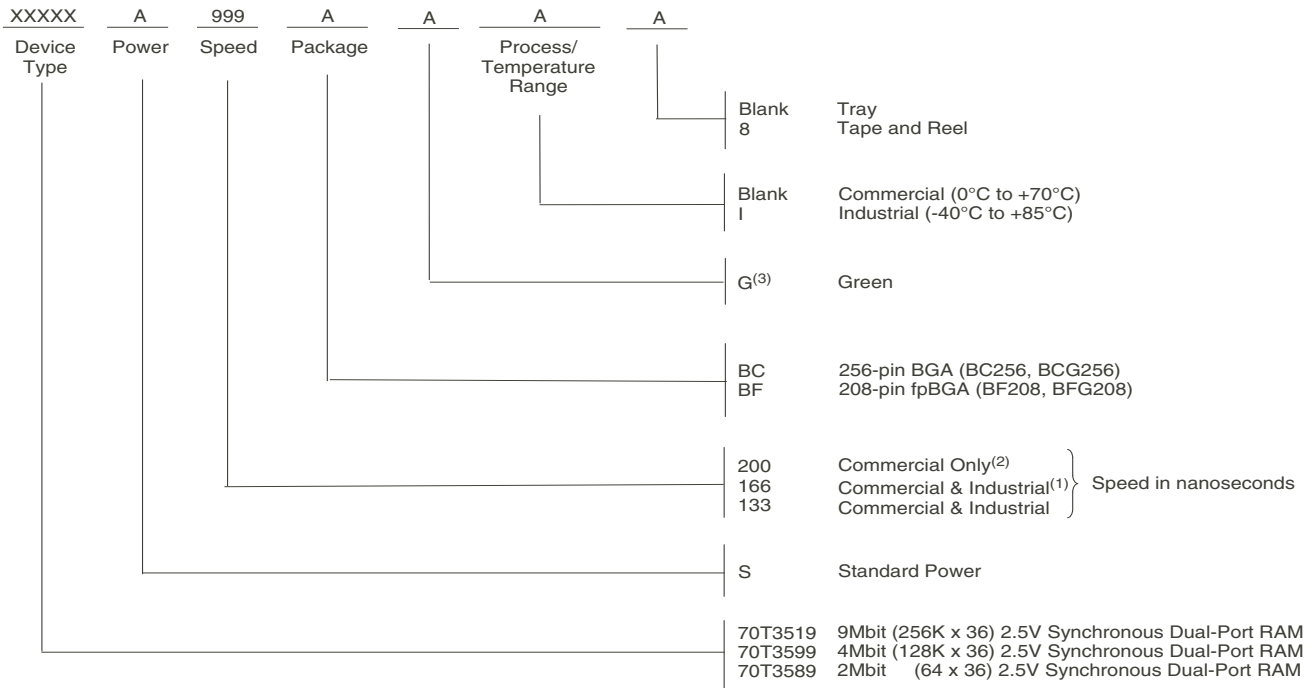 XXXXX A 999 A A A A
Device Type Power Speed Package Process/ Temperature Range
Blank Tray
8 Tape and Reel
Blank Commercial (0°C to +70°C)
I Industrial (-40°C to +85°C)
G(3) Green
BC 256-pin BGA (BC256, BCG256)
BF 208-pin fpBGA (BF208, BFG208)
200 Commercial Only(2)
166 Commercial & Industrial(1)
133 Commercial & Industrial
Speed in nanoseconds
S Standard Power
70T3519 9Mbit (256K x 36) 2.5V Synchronous Dual-Port RAM
70T3599 4Mbit (128K x 36) 2.5V Synchronous Dual-Port RAM
70T3589 2Mbit (64 x 36) 2.5V Synchronous Dual-Port RAM